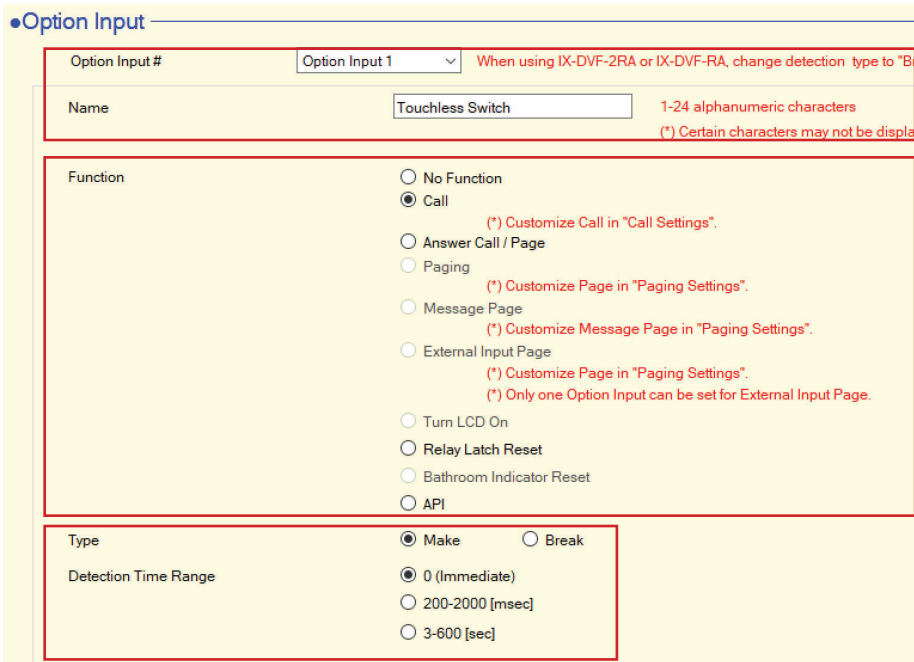 ●Option Input
Option Input # Option Input 1 When using IX-DVF-2RA or IX-DVF-RA, change detection type to "B
Name Touchless Switch 1-24 alphanumeric characters
(*) Certain characters may not be displa
Function No Function
Call
(*) Customize Call in "Call Settings".
Answer Call / Page
Paging
(*) Customize Page in "Paging Settings".
Message Page
(*) Customize Message Page in "Paging Settings".
External Input Page
(*) Customize Page in "Paging Settings".
(*) Only one Option Input can be set for External Input Page.
Turn LCD On
Relay Latch Reset
Bathroom Indicator Reset
API
Type Make Break
Detection Time Range 0 (Immediate)
200-2000 [msec]
3-600 [sec]